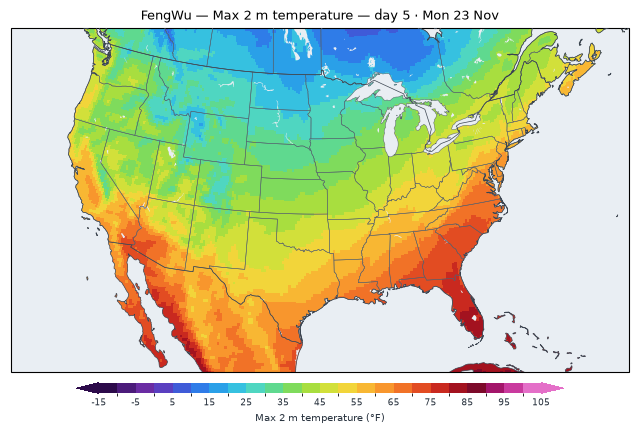 FengWu — Max 2 m temperature — day 5 · Mon 23 Nov
-15 -5 5 15 25 35 45 55 65 75 85 95 105
Max 2 m temperature (°F)